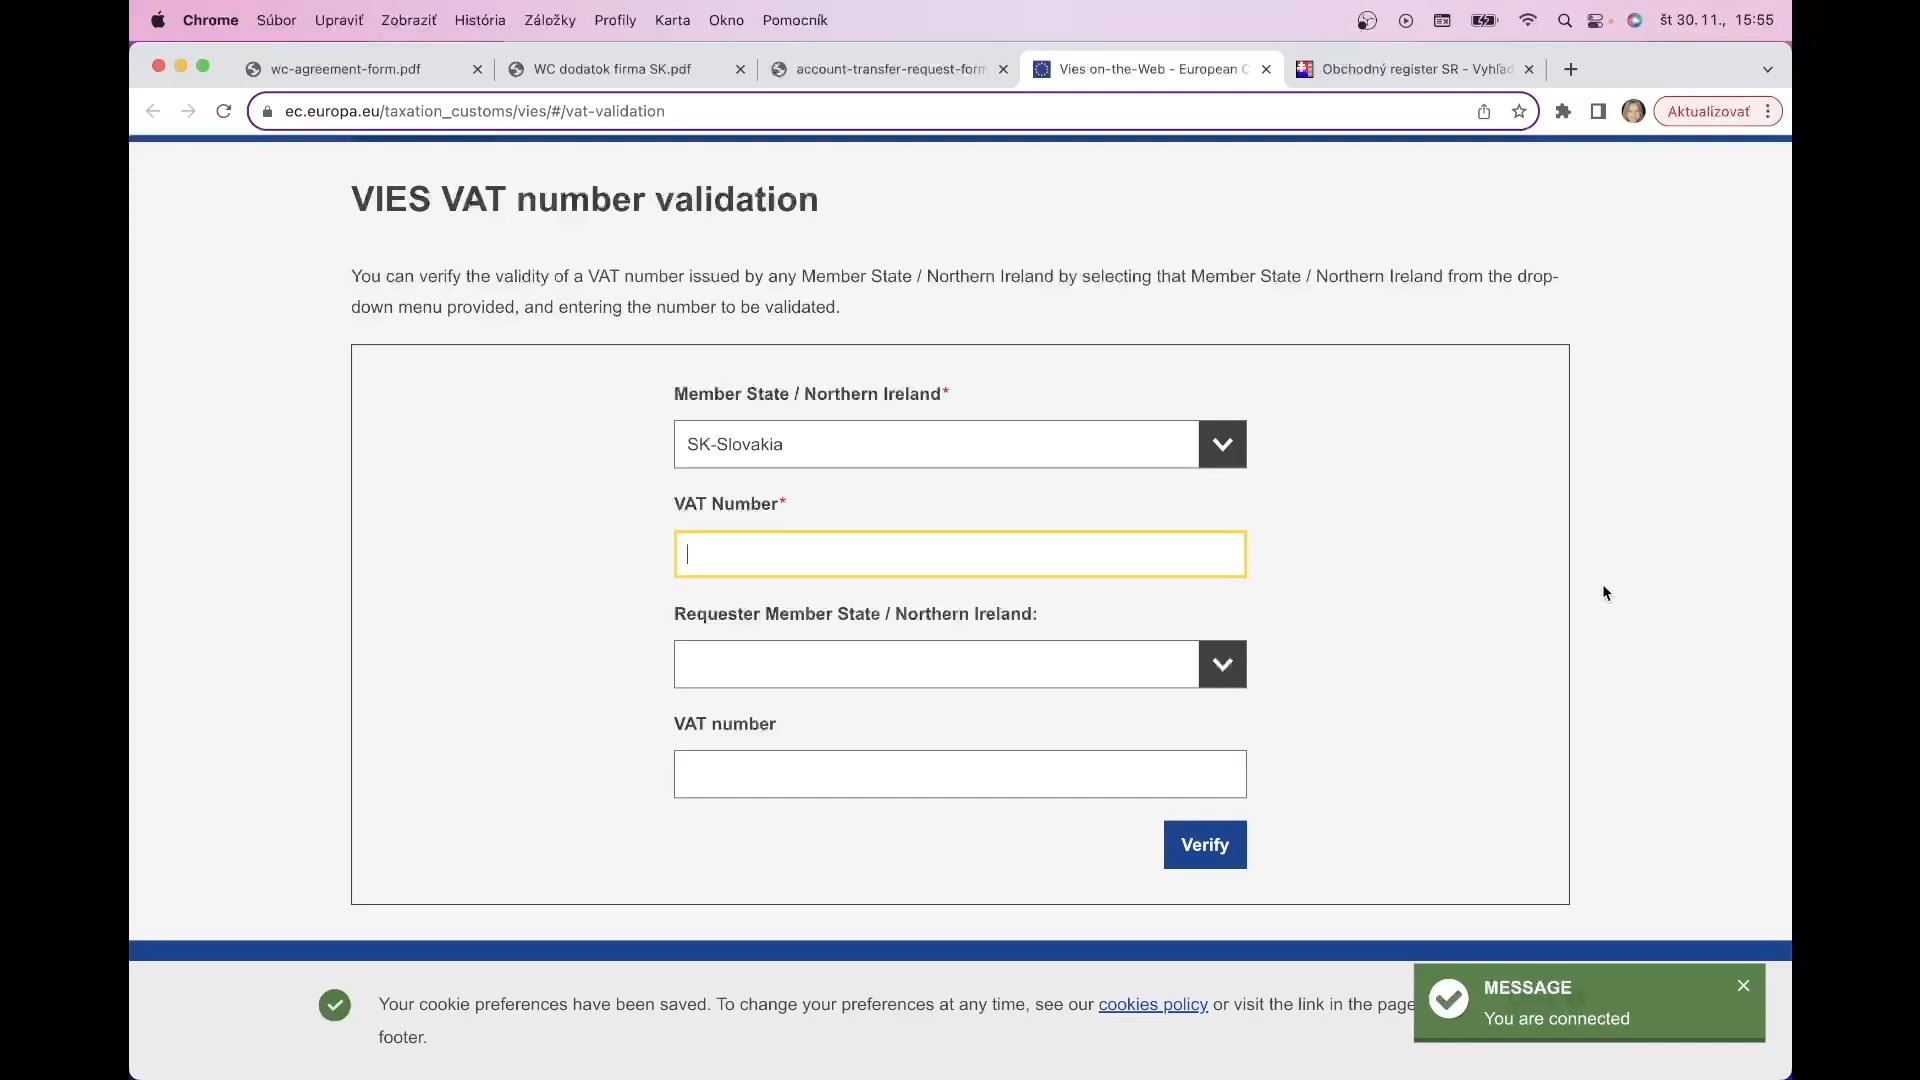 Chrome Súbor Upraviť Zobraziť História Záložky Profily Karta Okno Pomocník št 30. 11., 15:55
wc-agreement-form.pdf WC dodatok firma SK.pdf account-transfer-request-form Vies on-the-Web - European C Obchodný register SR - Vyhľad
ec.europa.eu/taxation_customs/vies/#/vat-validation Aktualizovať
VIES VAT number validation
You can verify the validity of a VAT number issued by any Member State / Northern Ireland by selecting that Member State / Northern Ireland from the drop-
down menu provided, and entering the number to be validated.
Member State / Northern Ireland*
SK-Slovakia
VAT Number*
Requester Member State / Northern Ireland:
VAT number
Verify
Your cookie preferences have been saved. To change your preferences at any time, see our cookies policy or visit the link in the page
footer.
MESSAGE
You are connected